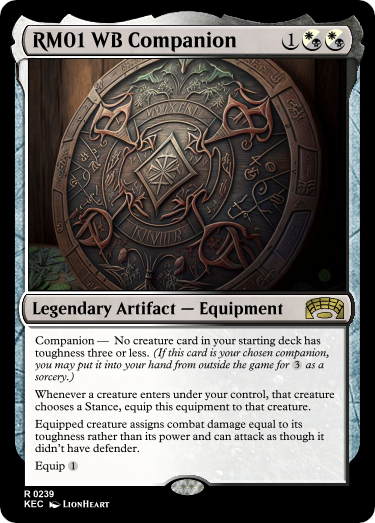 RM01 WB Companion 1
Legendary Artifact — Equipment
Companion — No creature card in your starting deck has
toughness three or less. (If this card is your chosen companion,
you may put it into your hand from outside the game for 3 as a
sorcery.)
Whenever a creature enters under your control, that creature
chooses a Stance, equip this equipment to that creature.
Equipped creature assigns combat damage equal to its
toughness rather than its power and can attack as though it
didn't have defender.
Equip 1
R 0239
KEC LionHeart